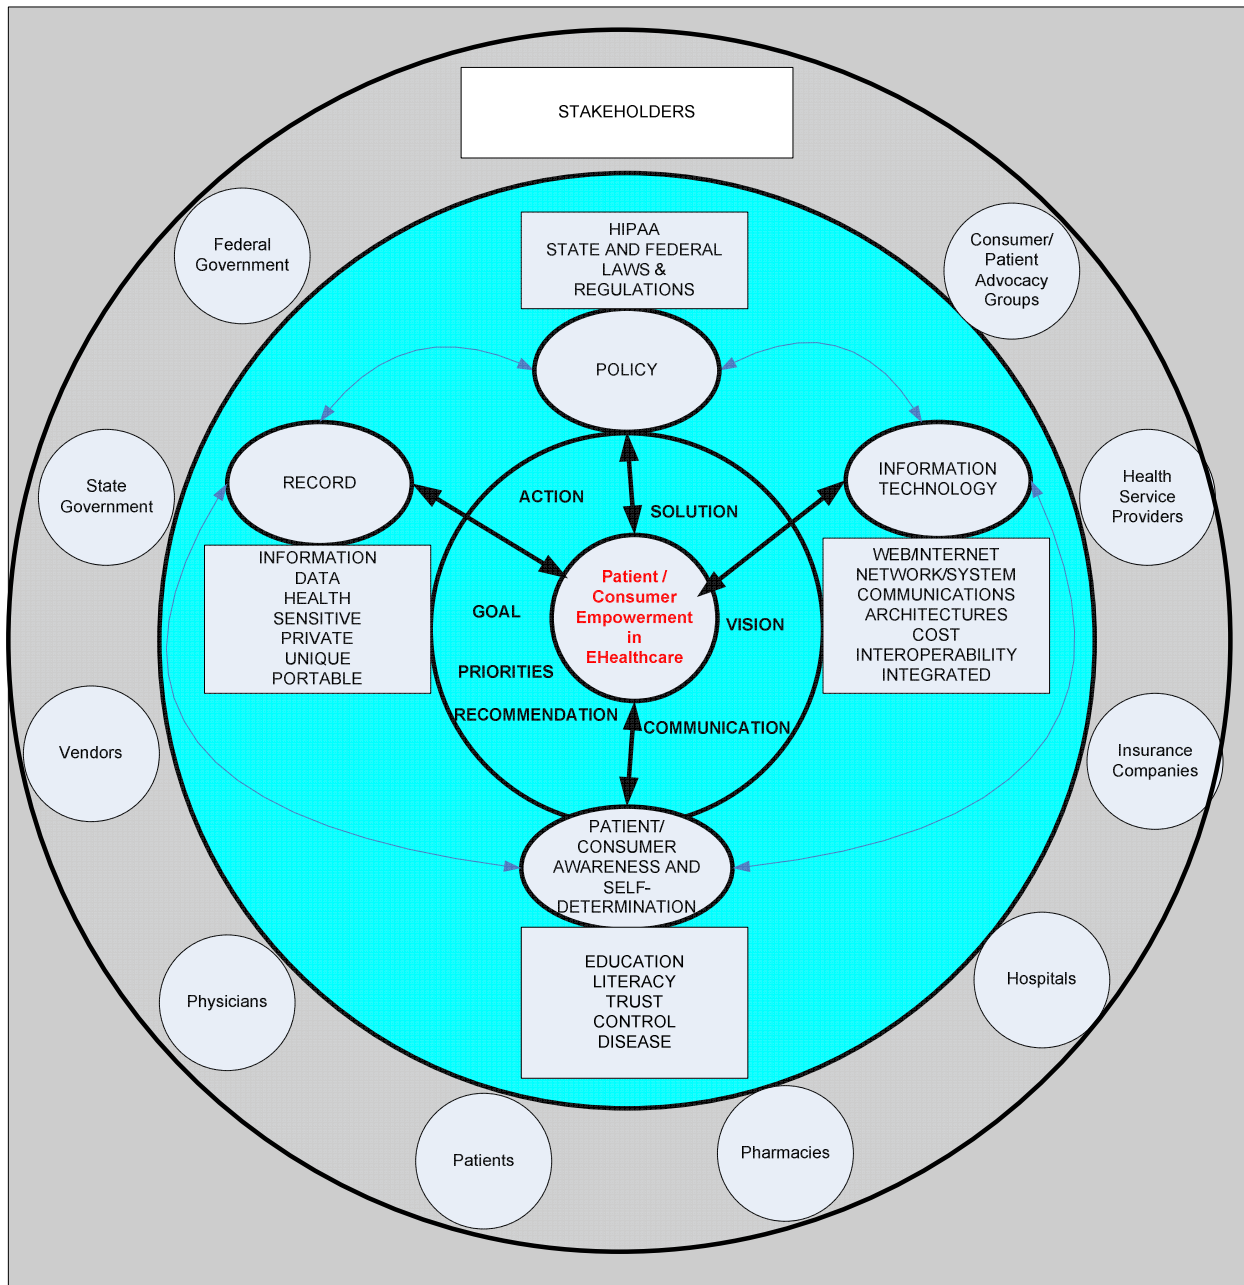 STAKEHOLDERS
Federal
Government
Consumer/
Patient
Advocacy
Groups
HIPAA
STATE AND FEDERAL
LAWS &
REGULATIONS
POLICY
State
Government
RECORD
INFORMATION
TECHNOLOGY
Health
Service
Providers
ACTION
SOLUTION
INFORMATION
DATA
HEALTH
SENSITIVE
PRIVATE
UNIQUE
PORTABLE
WEB/INTERNET
NETWORK/SYSTEM
COMMUNICATIONS
ARCHITECTURES
COST
INTEROPERABILITY
INTEGRATED
Patient /
Consumer
Empowerment
in
EHealthcare
GOAL
VISION
PRIORITIES
RECOMMENDATION
COMMUNICATION
Vendors
Insurance
Companies
PATIENT/
CONSUMER
AWARENESS AND
SELF-
DETERMINATION
EDUCATION
LITERACY
TRUST
CONTROL
DISEASE
Physicians
Hospitals
Patients
Pharmacies